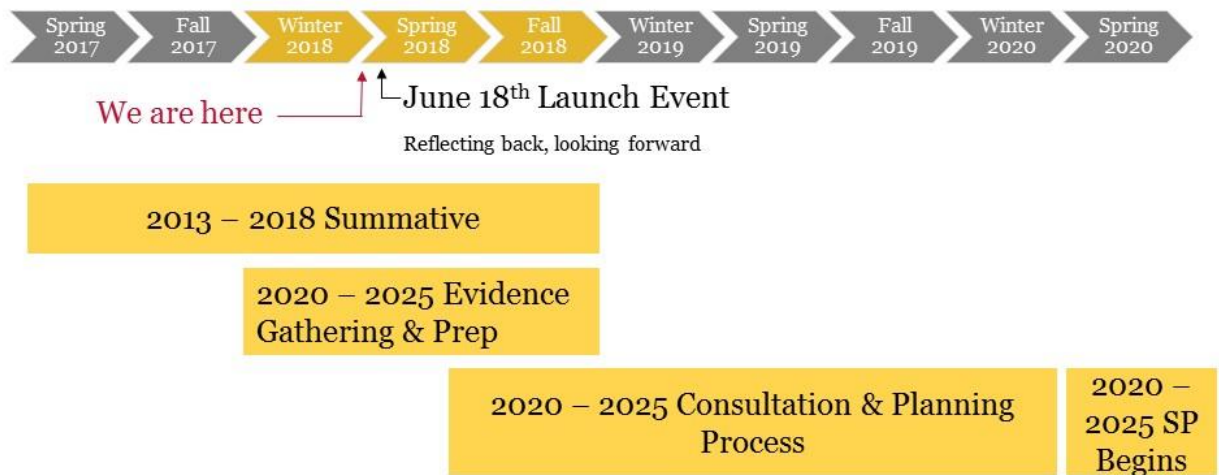 Spring 2017
Fall 2017
Winter 2018
Spring 2018
Fall 2018
Winter 2019
Spring 2019
Fall 2019
Winter 2020
Spring 2020
We are here
June 18th Launch Event
Reflecting back, looking forward
2013 – 2018 Summative
2020 – 2025 Evidence
Gathering & Prep
2020 – 2025 Consultation & Planning
Process
2020 –
2025 SP
Begins